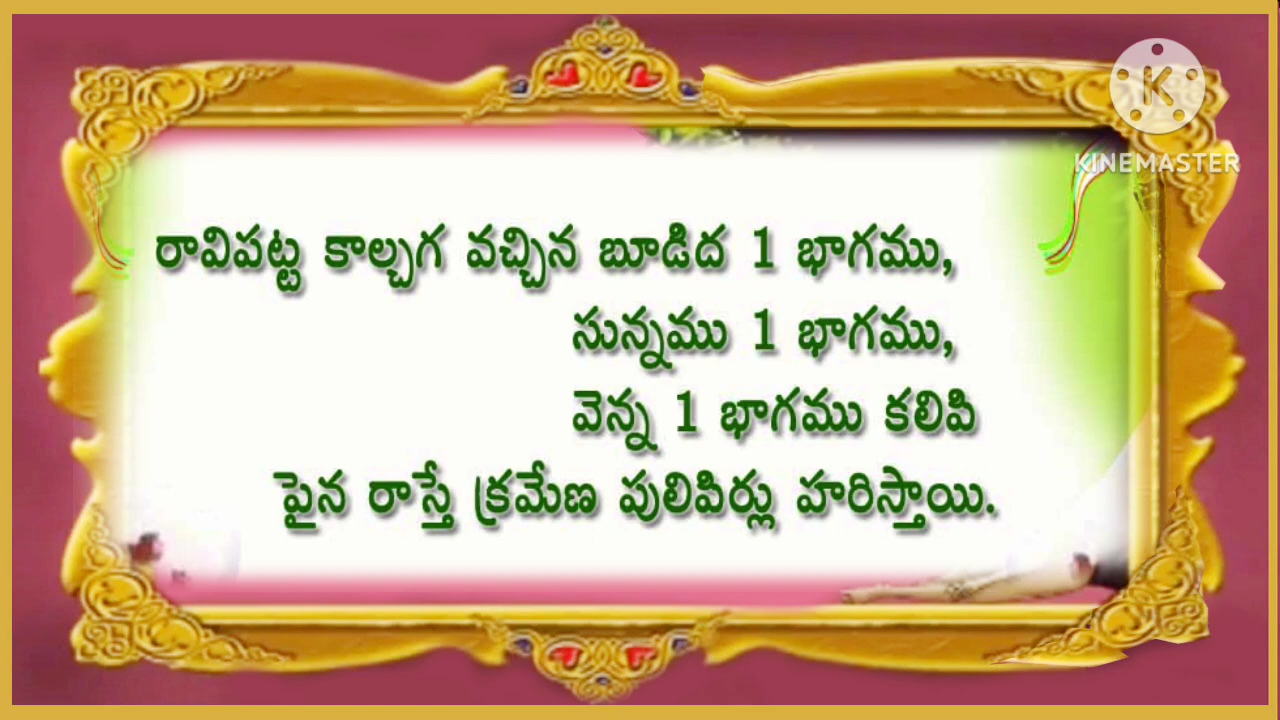 KINEMASTER
రావిపట్ట కాల్చగ వచ్చిన బూడిద 1 భాగము,
సున్నము 1 భాగము,
వెన్న 1 భాగము కలిపి
పైన రాస్తే క్రమేణ పులిపిర్లు హరిస్తాయి.